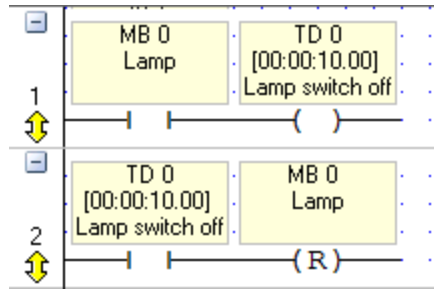 MB 0
Lamp
TD 0
[00:00:10.00]
Lamp switch off
1
( )
TD 0
[00:00:10.00]
Lamp switch off
MB 0
Lamp
2
(R)